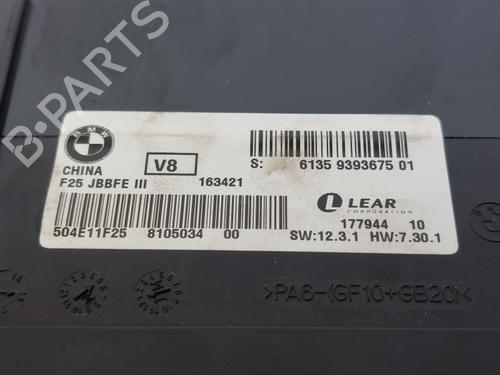 BMW
CHINA
V8
S: 6135 9393675 01
F25 JBBFE III 163421
LEAR
CORPORATION
177944 10
504E11F25 8105034 00
SW:12.3.1 HW:7.30.1
>PA6-(GF10+GB20)<
B-PARTS